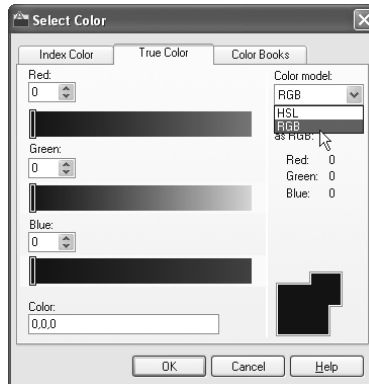 Select Color
Index Color
True Color
Color Books
Red:
0
Green:
0
Blue:
0
Color:
0,0,0
Color model:
RGB
HSL
RGB
as RGB:
Red: 0
Green: 0
Blue: 0
OK
Cancel
Help